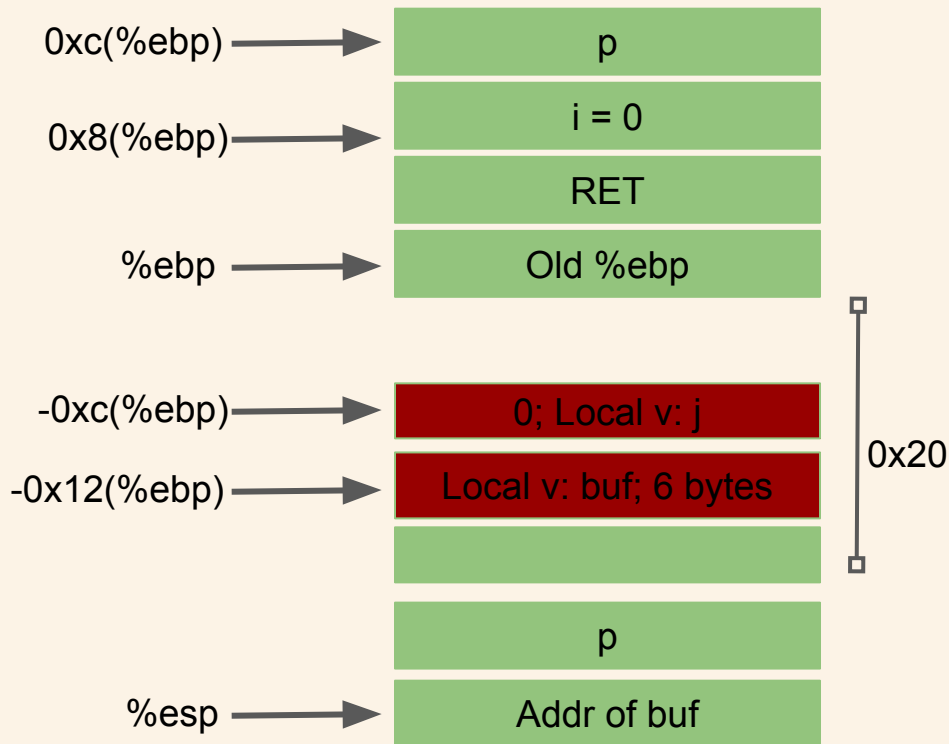 0xc(%ebp)
p
0x8(%ebp)
i = 0
RET
%ebp
Old %ebp
-0xc(%ebp)
0; Local v: j
-0x12(%ebp)
Local v: buf; 6 bytes
0x20
p
%esp
Addr of buf